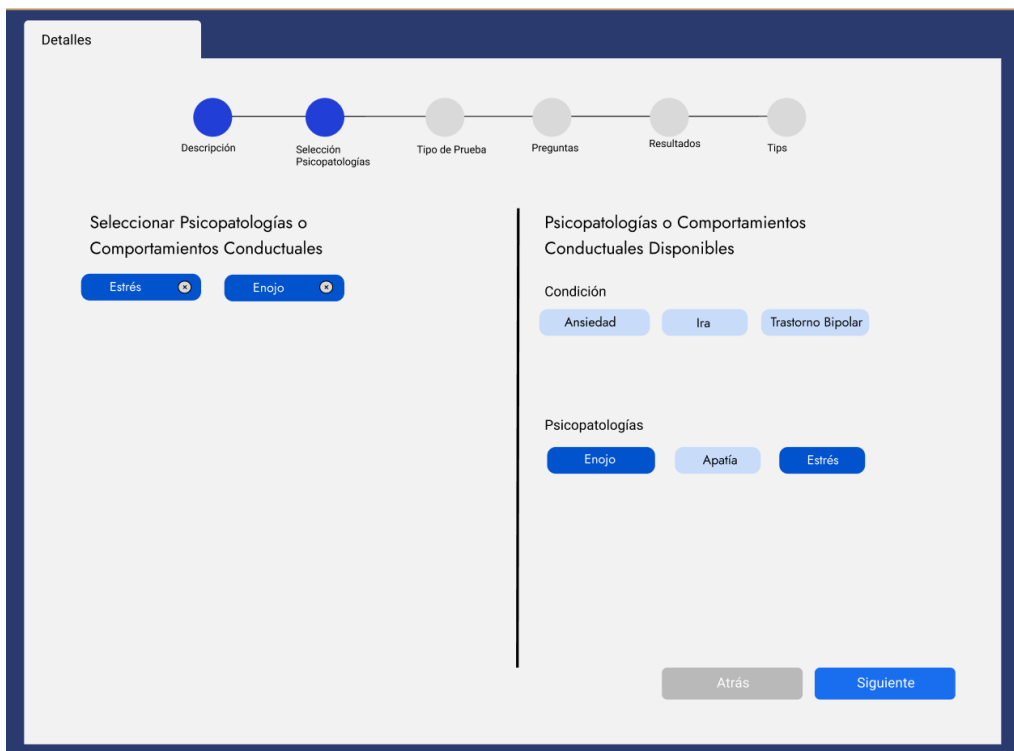 Detalles
Descripción
Selección
Psicopatologías
Tipo de Prueba
Preguntas
Resultados
Tips
Seleccionar Psicopatologías o
Comportamientos Conductuales
Estrés
Enojo
Psicopatologías o Comportamientos
Conductuales Disponibles
Condición
Ansiedad
Ira
Trastorno Bipolar
Psicopatologías
Enojo
Apatía
Estrés
Atrás
Siguiente